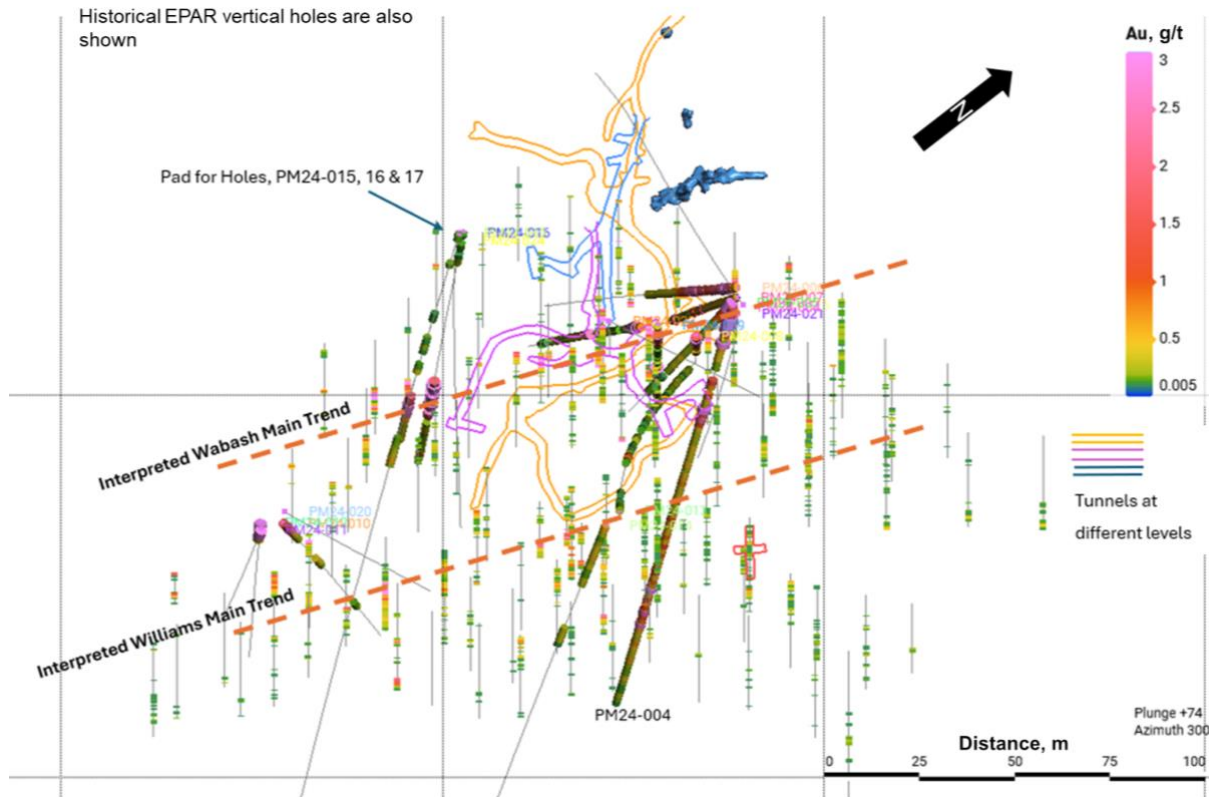 Historical EPAR vertical holes are also
shown
Au, g/t
3
2.5
2
1.5
1
0.5
0.005
N
Pad for Holes, PM24-015, 16 & 17
PM24-015
PM24-021
Interpreted Wabash Main Trend
PM24-020
Tunnels at
different levels
Interpreted Williams Main Trend
PM24-004
Plunge +74
Azimuth 300
Distance, m
0 25 50 75 100